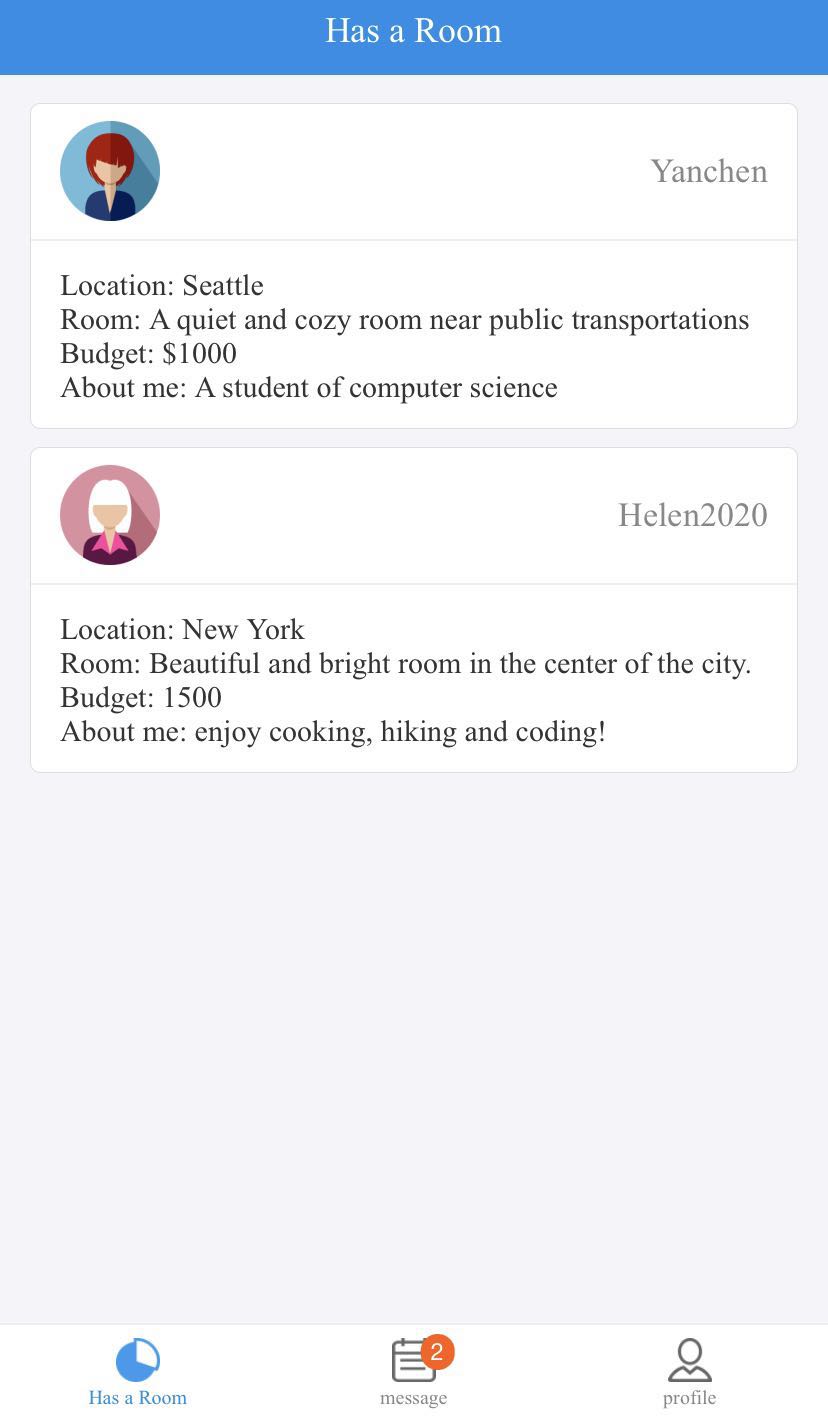 Has a Room
Yanchen
Location: Seattle
Room: A quiet and cozy room near public transportations
Budget: $1000
About me: A student of computer science
Helen2020
Location: New York
Room: Beautiful and bright room in the center of the city.
Budget: 1500
About me: enjoy cooking, hiking and coding!
2
Has a Room
message
profile